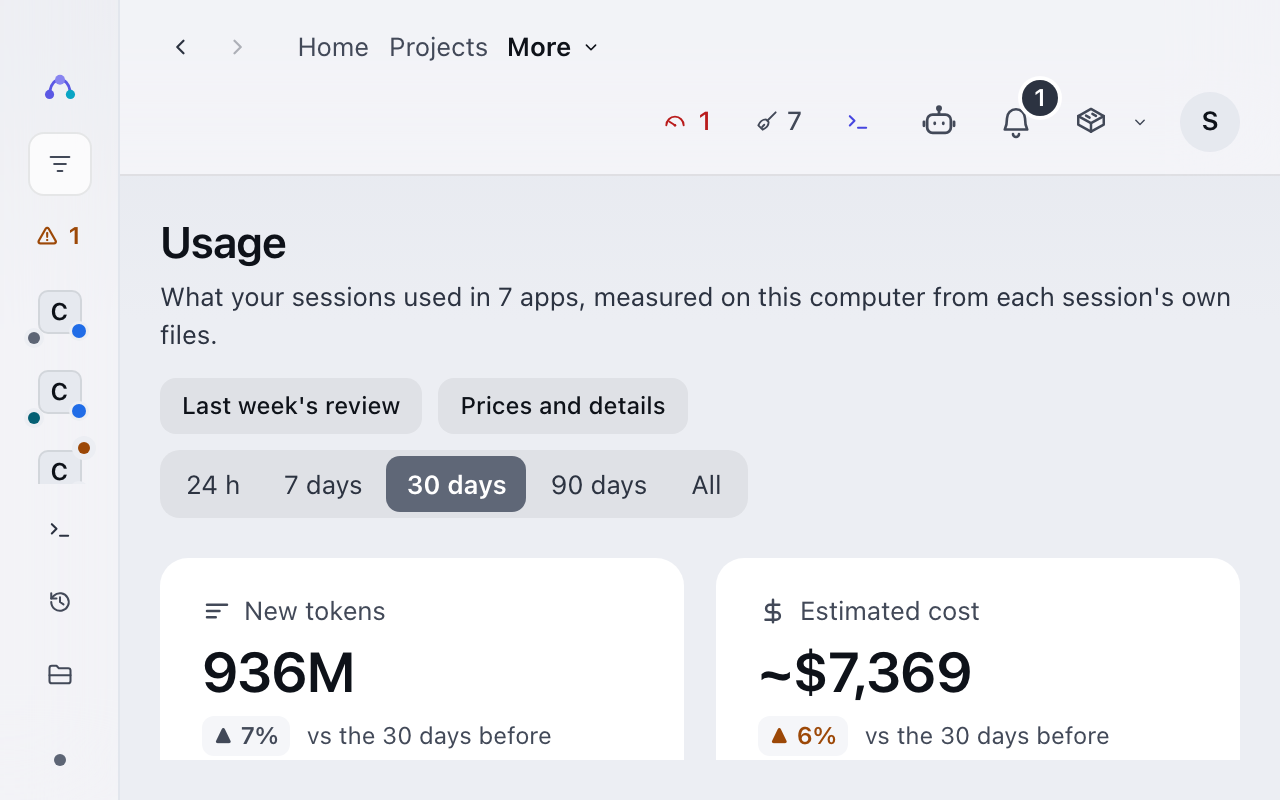 Home Projects More
1 7 1 S
1
C
C
C
Usage
What your sessions used in 7 apps, measured on this computer from each session's own
files.
Last week's review Prices and details
24 h 7 days 30 days 90 days All
New tokens
936M
▲ 7% vs the 30 days before
$ Estimated cost
~$7,369
▲ 6% vs the 30 days before